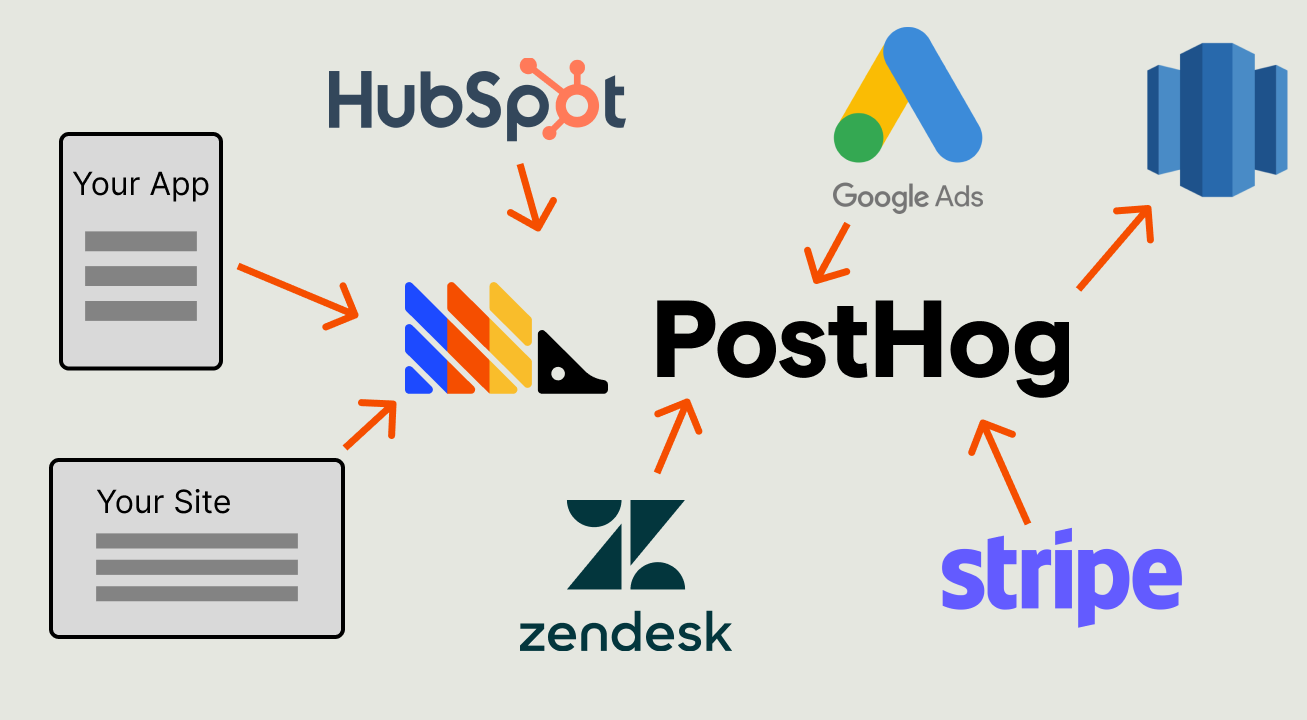 HubSpot
Google Ads
Your App
PostHog
Your Site
zendesk
stripe